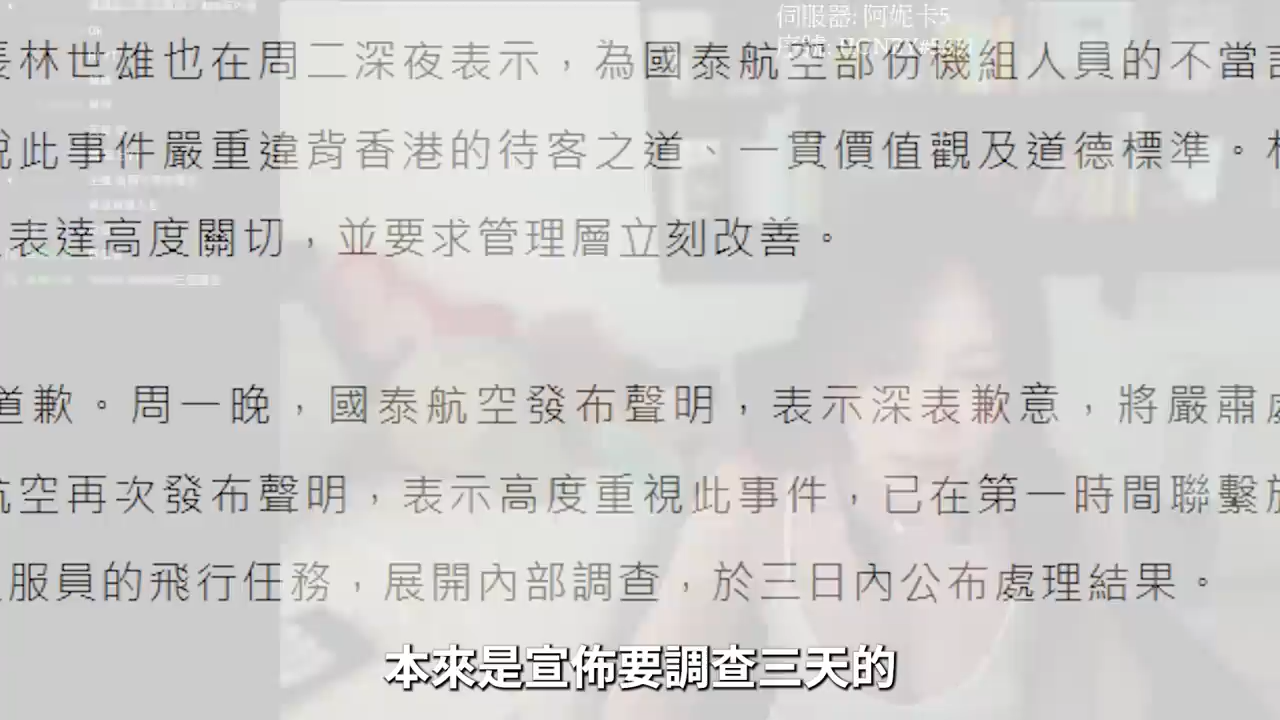 伺服器: 阿妮卡5
長林世雄也在周二深夜表示，為國泰航空部份機組人員的不當言
說此事件嚴重違背香港的待客之道、一貫價值觀及道德標準。
表達高度關切，並要求管理層立刻改善。
道歉。周一晚，國泰航空發布聲明，表示深表歉意，將嚴肅處
航空再次發布聲明，表示高度重視此事件，已在第一時間聯繫
服員的飛行任務，展開內部調查，於三日內公布處理結果。
本來是宣佈要調查三天的